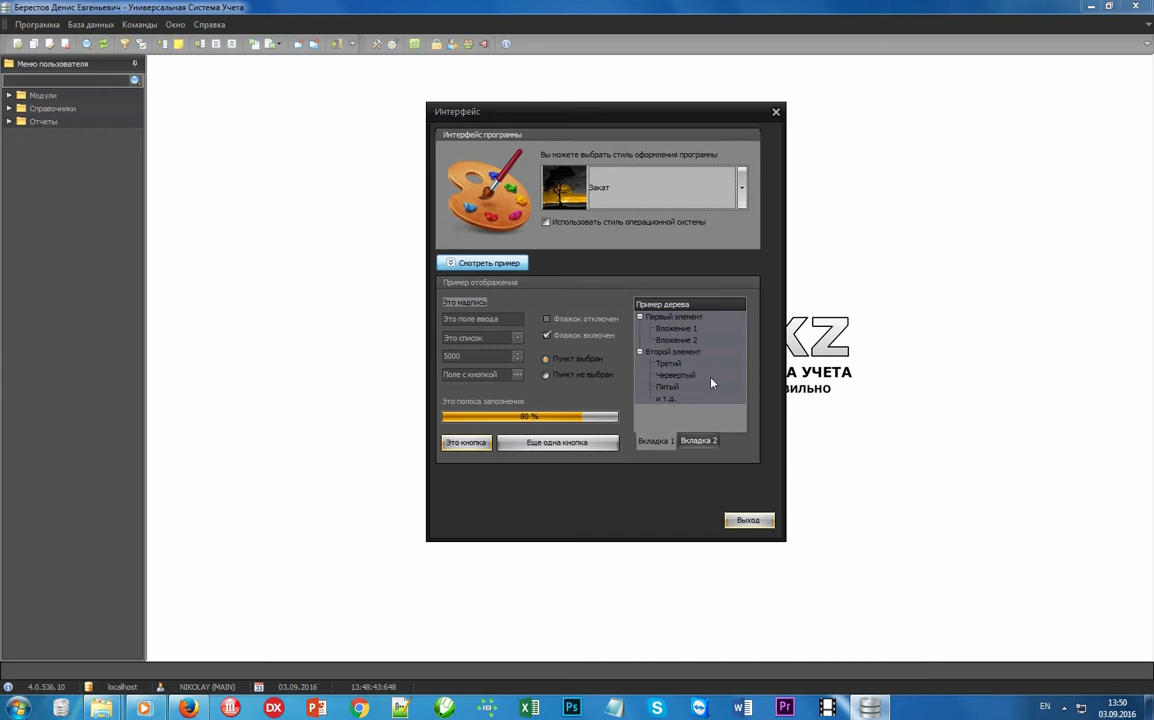 Берестов Денис Евгеньевич - Универсальная Система Учета
Программа База данных Команды Окно Справка
Меню пользователя
Модули
Справочники
Отчеты
Интерфейс
Интерфейс программы
Вы можете выбрать стиль оформления программы
Закат
Использовать стиль операционной системы
Смотреть пример
Пример отображения
Это надпись
Это поле ввода
Это список
5000
Поле с кнопкой
Флажок отключен
Флажок включен
Пункт выбран
Пункт не выбран
Это полоса заполнения
80 %
Это кнопка
Еще одна кнопка
Пример дерева
Первый элемент
Вложение 1
Вложение 2
Второй элемент
Третий
Червертый
Пятый
и т.д.
Вкладка 1 Вкладка 2
Выход
KZ
А УЧЕТА
вильно
4.0.536.10 localhost NIKOLAY (MAIN) 03.09.2016 13:48:43:648
EN 13:50
03.09.2016